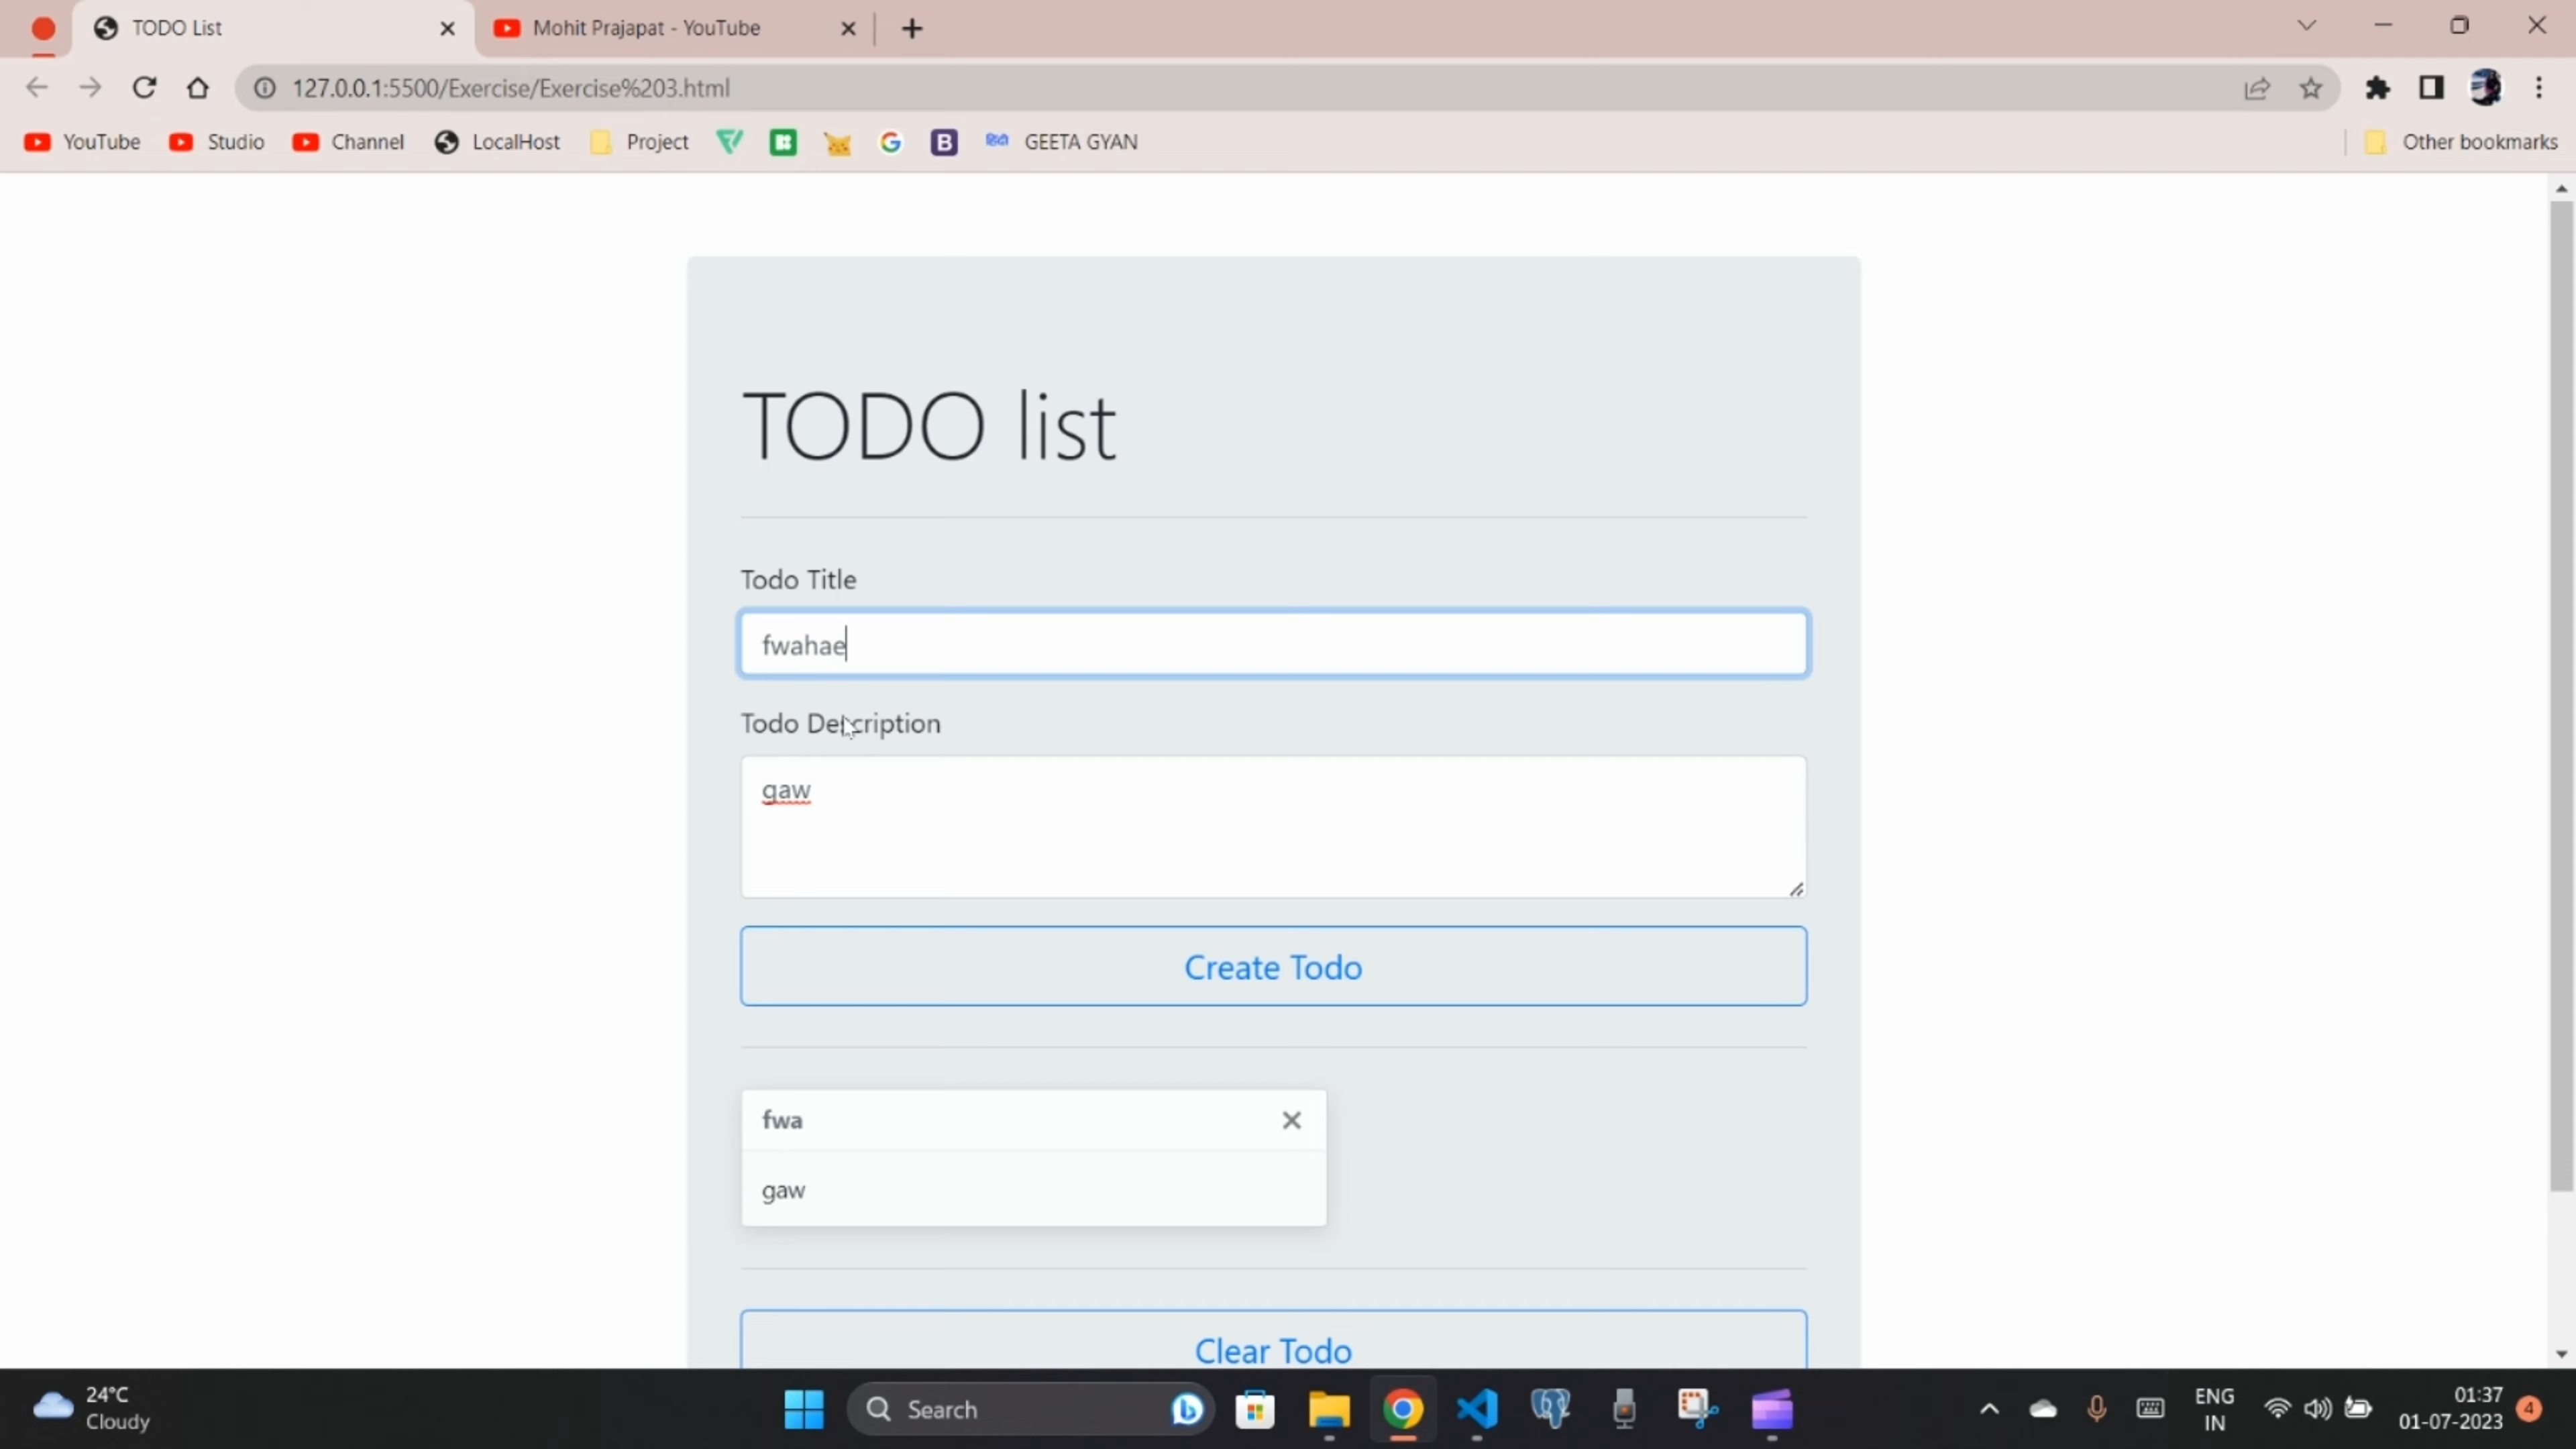 TODO List
Mohit Prajapat - YouTube
127.0.0.1:5500/Exercise/Exercise%203.html
YouTube Studio Channel LocalHost Project B GEETA GYAN Other bookmarks
TODO list
Todo Title
fwahae
Todo Description
gaw
Create Todo
fwa
gaw
Clear Todo
24°C
Cloudy
Search
ENG
IN
01:37
01-07-2023
4